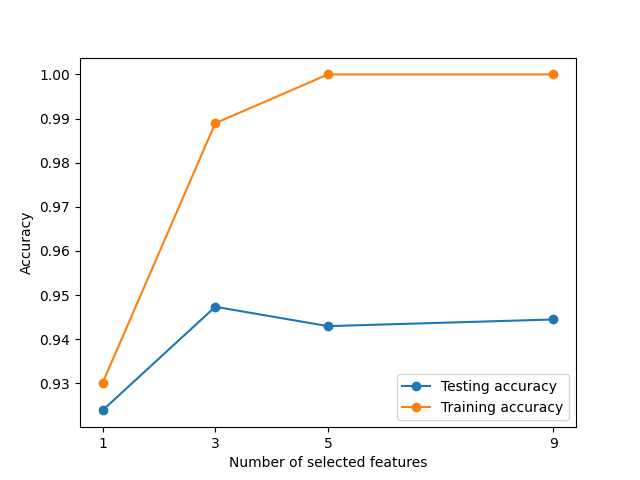 1.00
0.99
0.98
0.97
0.96
0.95
0.94
0.93
Accuracy
Testing accuracy
Training accuracy
1 3 5 9
Number of selected features